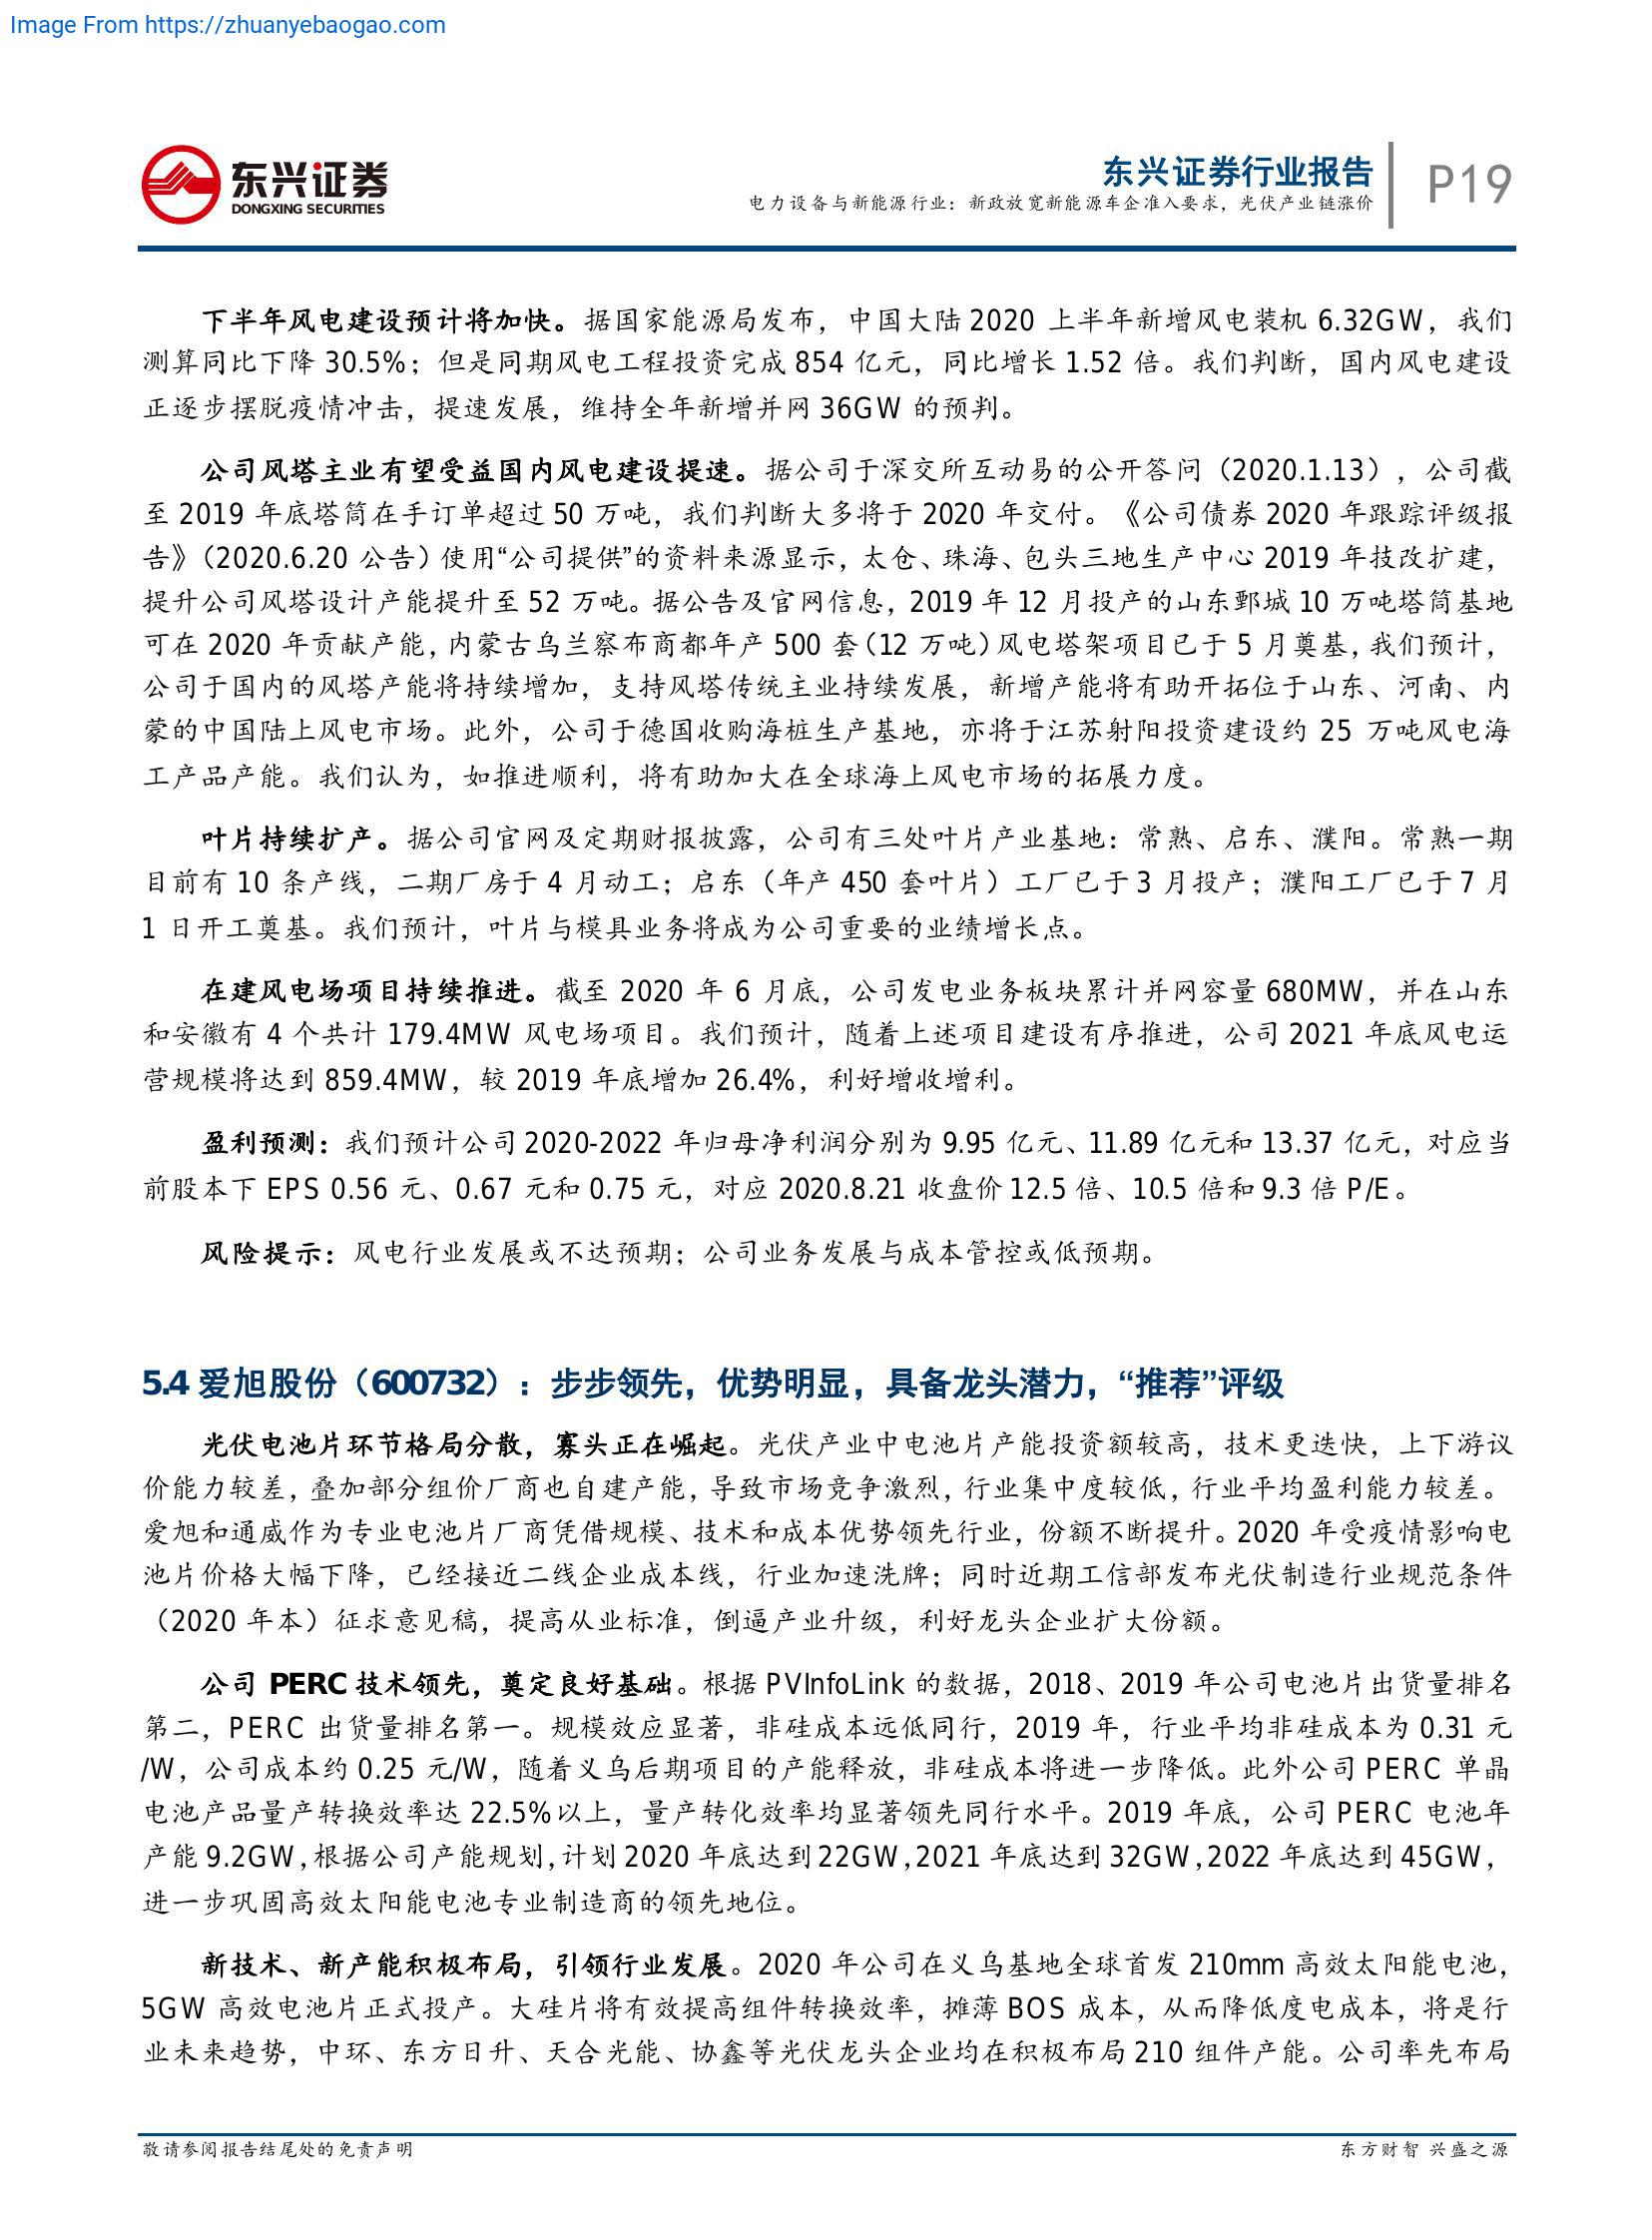 Image From https://zhuanyebaogao.com
东兴证券
DONGXING SECURITIES
东兴证券行业报告
电力设备与新能源行业：新政放宽新能源车企准入要求，光伏产业链涨价
P19
下半年风电建设预计将加快。据国家能源局发布，中国大陆 2020 上半年新增风电装机 6.32GW，我们
测算同比下降 30.5%；但是同期风电工程投资完成 854 亿元，同比增长 1.52 倍。我们判断，国内风电建设
正逐步摆脱疫情冲击，提速发展，维持全年新增并网 36GW 的预判。
公司风塔主业有望受益国内风电建设提速。据公司于深交所互动易的公开答问（2020.1.13），公司截
至 2019 年底塔筒在手订单超过 50 万吨，我们判断大多将于 2020 年交付。《公司债券 2020 年跟踪评级报
告》（2020.6.20 公告）使用“公司提供”的资料来源显示，太仓、珠海、包头三地生产中心 2019 年技改扩建，
提升公司风塔设计产能提升至 52 万吨。据公告及官网信息，2019 年 12 月投产的山东鄄城 10 万吨塔筒基地
可在 2020 年贡献产能，内蒙古乌兰察布商都年产 500 套（12 万吨）风电塔架项目已于 5 月奠基，我们预计，
公司于国内的风塔产能将持续增加，支持风塔传统主业持续发展，新增产能将有助开拓位于山东、河南、内
蒙的中国陆上风电市场。此外，公司于德国收购海桩生产基地，亦将于江苏射阳投资建设约 25 万吨风电海
工产品产能。我们认为，如推进顺利，将有助加大在全球海上风电市场的拓展力度。
叶片持续扩产。据公司官网及定期财报披露，公司有三处叶片产业基地：常熟、启东、濮阳。常熟一期
目前有 10 条产线，二期厂房于 4 月动工；启东（年产 450 套叶片）工厂已于 3 月投产；濮阳工厂已于 7 月
1 日开工奠基。我们预计，叶片与模具业务将成为公司重要的业绩增长点。
在建风电场项目持续推进。截至 2020 年 6 月底，公司发电业务板块累计并网容量 680MW，并在山东
和安徽有 4 个共计 179.4MW 风电场项目。我们预计，随着上述项目建设有序推进，公司 2021 年底风电运
营规模将达到 859.4MW，较 2019 年底增加 26.4%，利好增收增利。
盈利预测：我们预计公司 2020-2022 年归母净利润分别为 9.95 亿元、11.89 亿元和 13.37 亿元，对应当
前股本下 EPS 0.56 元、0.67 元和 0.75 元，对应 2020.8.21 收盘价 12.5 倍、10.5 倍和 9.3 倍 P/E。
风险提示：风电行业发展或不达预期；公司业务发展与成本管控或低预期。
5.4 爱旭股份（600732）：步步领先，优势明显，具备龙头潜力，“推荐”评级
光伏电池片环节格局分散，寡头正在崛起。光伏产业中电池片产能投资额较高，技术更迭快，上下游议
价能力较差，叠加部分组价厂商也自建产能，导致市场竞争激烈，行业集中度较低，行业平均盈利能力较差。
爱旭和通威作为专业电池片厂商凭借规模、技术和成本优势领先行业，份额不断提升。2020 年受疫情影响电
池片价格大幅下降，已经接近二线企业成本线，行业加速洗牌；同时近期工信部发布光伏制造行业规范条件
（2020 年本）征求意见稿，提高从业标准，倒逼产业升级，利好龙头企业扩大份额。
公司 PERC 技术领先，奠定良好基础。根据 PVInfoLink 的数据，2018、2019 年公司电池片出货量排名
第二，PERC 出货量排名第一。规模效应显著，非硅成本远低同行，2019 年，行业平均非硅成本为 0.31 元
/W，公司成本约 0.25 元/W，随着义乌后期项目的产能释放，非硅成本将进一步降低。此外公司 PERC 单晶
电池产品量产转换效率达 22.5%以上，量产转化效率均显著领先同行水平。2019 年底，公司 PERC 电池年
产能 9.2GW，根据公司产能规划，计划 2020 年底达到 22GW，2021 年底达到 32GW，2022 年底达到 45GW，
进一步巩固高效太阳能电池专业制造商的领先地位。
新技术、新产能积极布局，引领行业发展。2020 年公司在义乌基地全球首发 210mm 高效太阳能电池，
5GW 高效电池片正式投产。大硅片将有效提高组件转换效率，摊薄 BOS 成本，从而降低度电成本，将是行
业未来趋势，中环、东方日升、天合光能、协鑫等光伏龙头企业均在积极布局 210 组件产能。公司率先布局
敬请参阅报告结尾处的免责声明
东方财智 兴盛之源